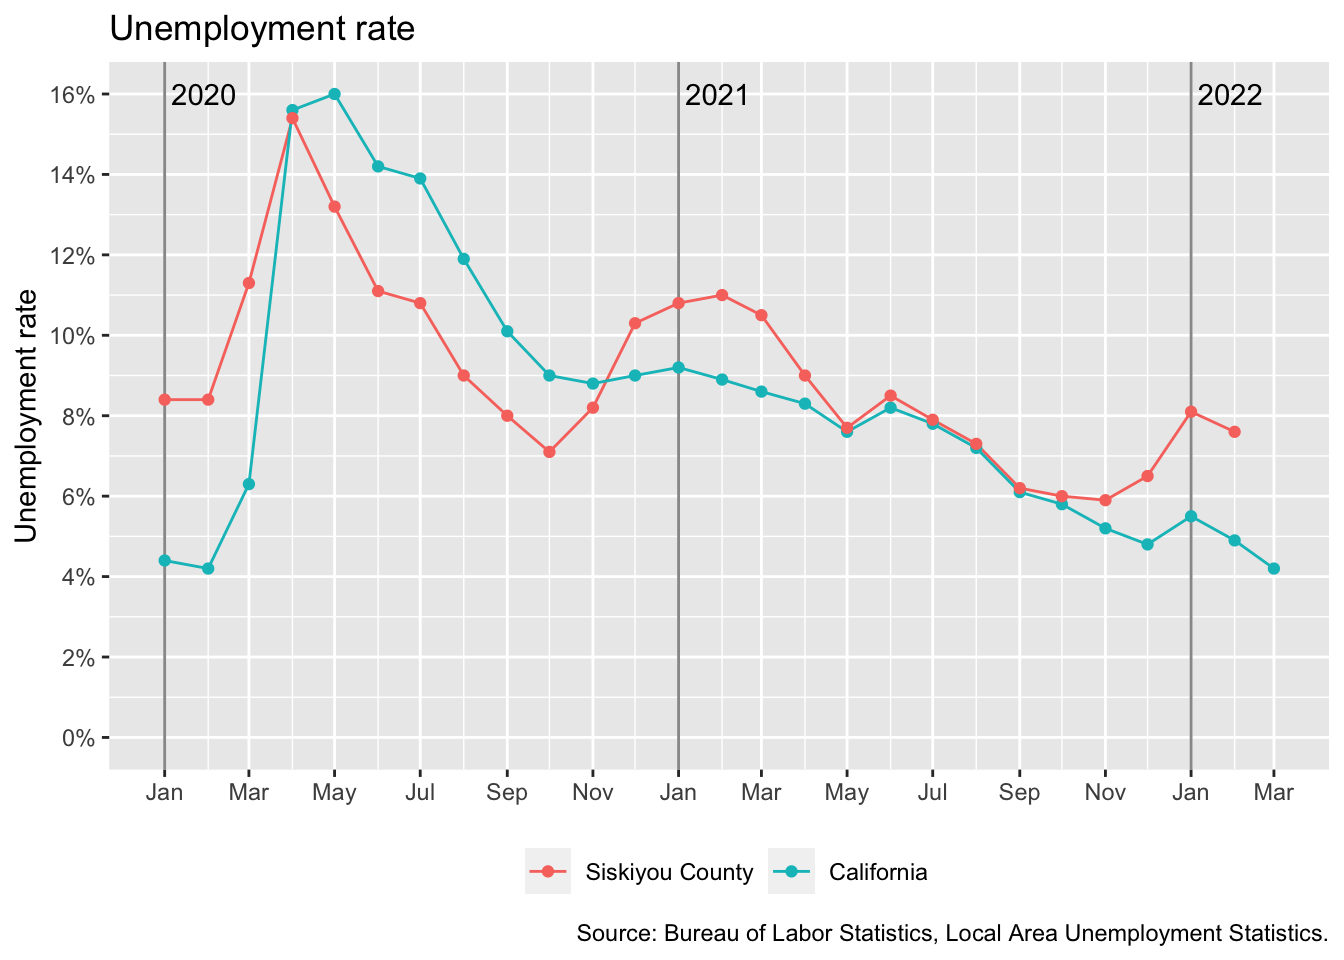 Unemployment rate
2020 2021 2022
16%
14%
12%
10%
8%
6%
4%
2%
0%
Unemployment rate
Jan Mar May Jul Sep Nov Jan Mar May Jul Sep Nov Jan Mar
Siskiyou County California
Source: Bureau of Labor Statistics, Local Area Unemployment Statistics.